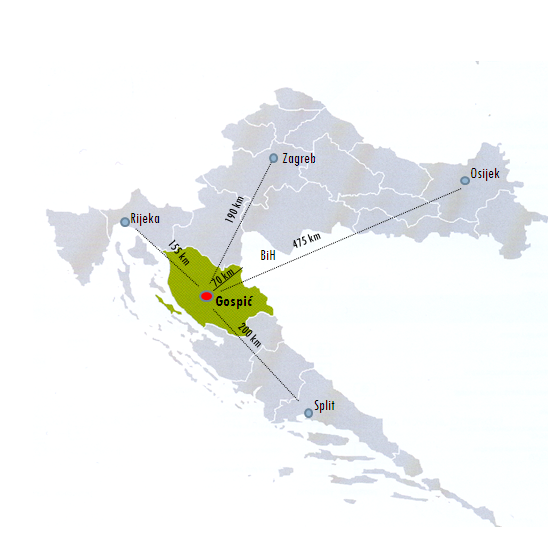 Zagreb
Osijek
190 km
Rijeka
475 km
155 km
BiH
70 km
Gospić
200 km
Split